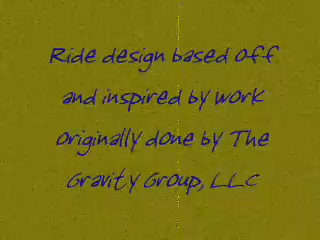 Ride design based off
and inspired by work
originally done by The
Gravity Group, LLC